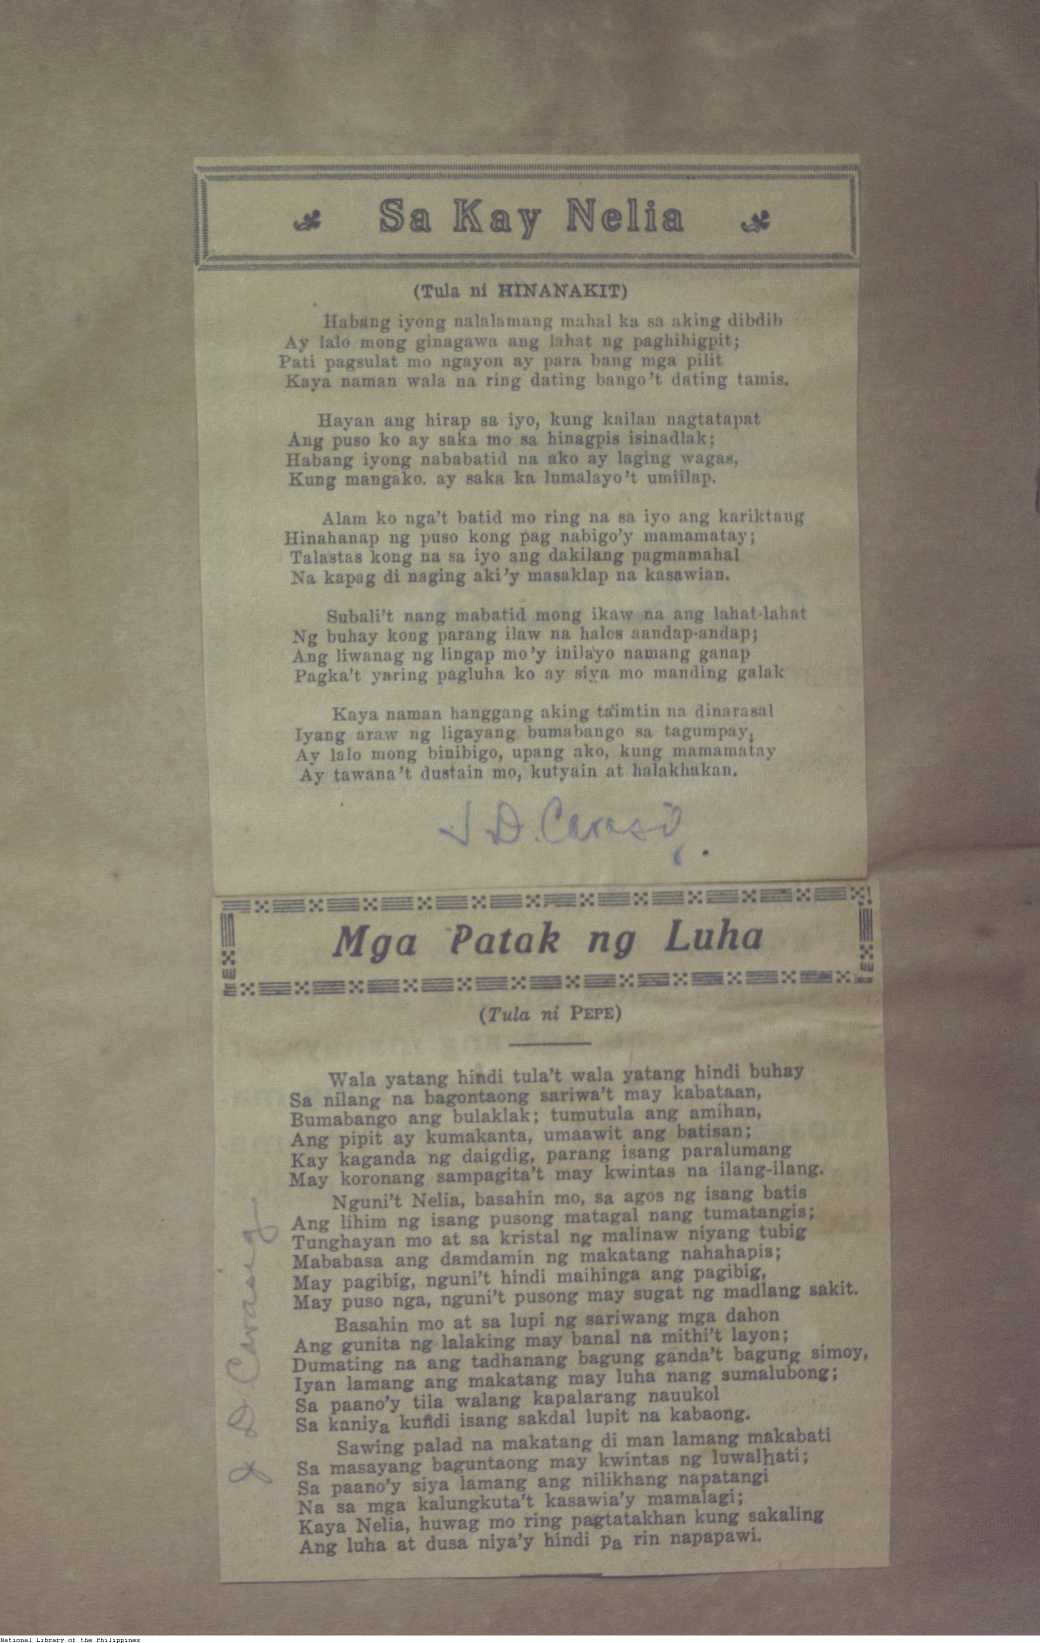 Sa Kay Nelia
(Tula ni HINANAKIT)
Habang iyong nalalamang mahal ka sa aking dibdib
Ay lalo mong ginagawa ang lahat ng paghihigpit;
Pati pagsulat mo ngayon ay para bang mga pilit
Kaya naman wala na ring dating bango't dating tamis.
Hayan ang hirap sa iyo, kung kailan nagtatapat
Ang puso ko ay saka mo sa hinagpis isinadlak;
Habang iyong nababatid na ako ay laging wagas,
Kung mangako. ay saka ka lumalayo't umiilap.
Alam ko nga't batid mo ring na sa iyo ang kariktang
Hinahanap ng puso kong pag nabigo'y mamamatay;
Talastas kong na sa iyo ang dakilang pagmamahal
Na kapag di naging aki'y masaklap na kasawian.
Subali't nang mabatid mong ikaw na ang lahat-lahat
Ng buhay kong parang ilaw na halos aandap-andap;
Ang liwanag ng lingap mo'y inilayo namang ganap
Pagka't yaring pagluha ko ay siya mo manding galak
Kaya naman hanggang aking taimtin na dinarasal
Iyang araw ng ligayang bumabango sa tagumpay,
Ay lalo mong binibigo, upang ako, kung mamamatay
Ay tawana't dustain mo, kutyain at halakhakan.
J D. Carasig
Mga Patak ng Luha
(Tula ni PEPE)
Wala yatang hindi tula't wala yatang hindi buhay
Sa nilang na bagontaong sariwa't may kabataan,
Bumabango ang bulaklak; tumutula ang amihan,
Ang pipit ay kumakanta, umaawit ang batisan;
Kay kaganda ng daigdig, parang isang paralumang
May koronang sampagita't may kwintas na ilang-ilang.
Nguni't Nelia, basahin mo, sa agos ng isang batis
Ang lihim ng isang pusong matagal nang tumatangis;
Tunghayan mo at sa kristal ng malinaw niyang tubig
Mababasa ang damdamin ng makatang nahahapis;
May pagibig, nguni't hindi maihinga ang pagibig,
May puso nga, nguni't pusong may sugat ng madlang sakit.
Basahin mo at sa lupi ng sariwang mga dahon
Ang gunita ng lalaking may banal na mithi't layon;
Dumating na ang tadhanang bagung ganda't bagung simoy,
Iyan lamang ang makatang may luha nang sumalubong;
Sa paano'y tila walang kapalarang nauukol
Sa kaniya kundi isang sakdal lupit na kabaong.
Sawing palad na makatang di man lamang makabati
Sa masayang baguntaong may kwintas ng luwalhati;
Sa paano'y siya lamang ang nilikhang napatangi
Na sa mga kalungkuta't kasawia'y mamalagi;
Kaya Nelia, huwag mo ring pagtatakhan kung sakaling
Ang luha at dusa niya'y hindi pa rin napapawi.
J D Carasig
National Library of the Philippines